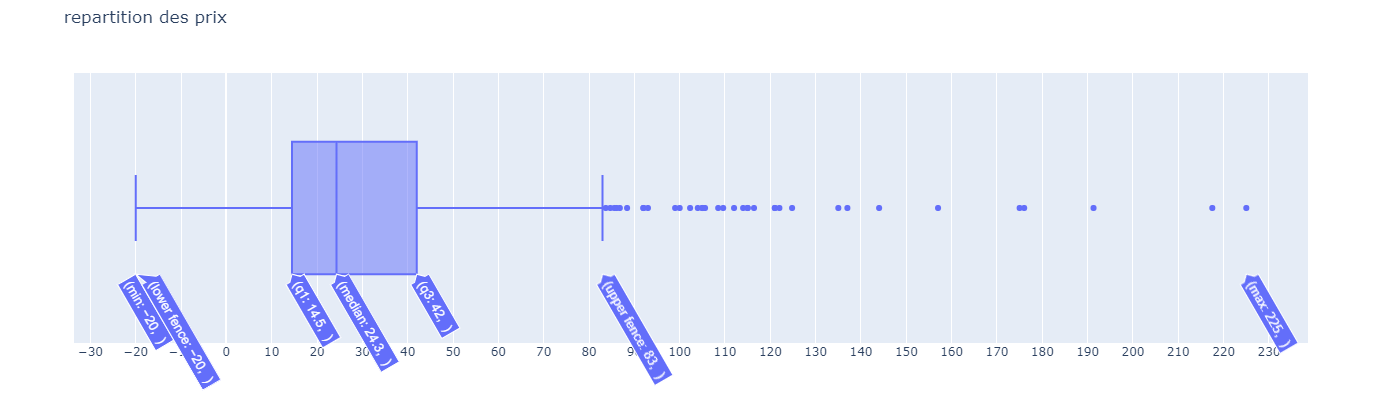 repartition des prix
(min: −20, )
(lower fence: −20, )
(q1: 14.5, )
(median: 24.3, )
(q3: 42, )
(upper fence: 83, )
(max: 225, )
−30 −20 −1 0 10 20 30 40 50 60 70 80 90 100 110 120 130 140 150 160 170 180 190 200 210 220 230